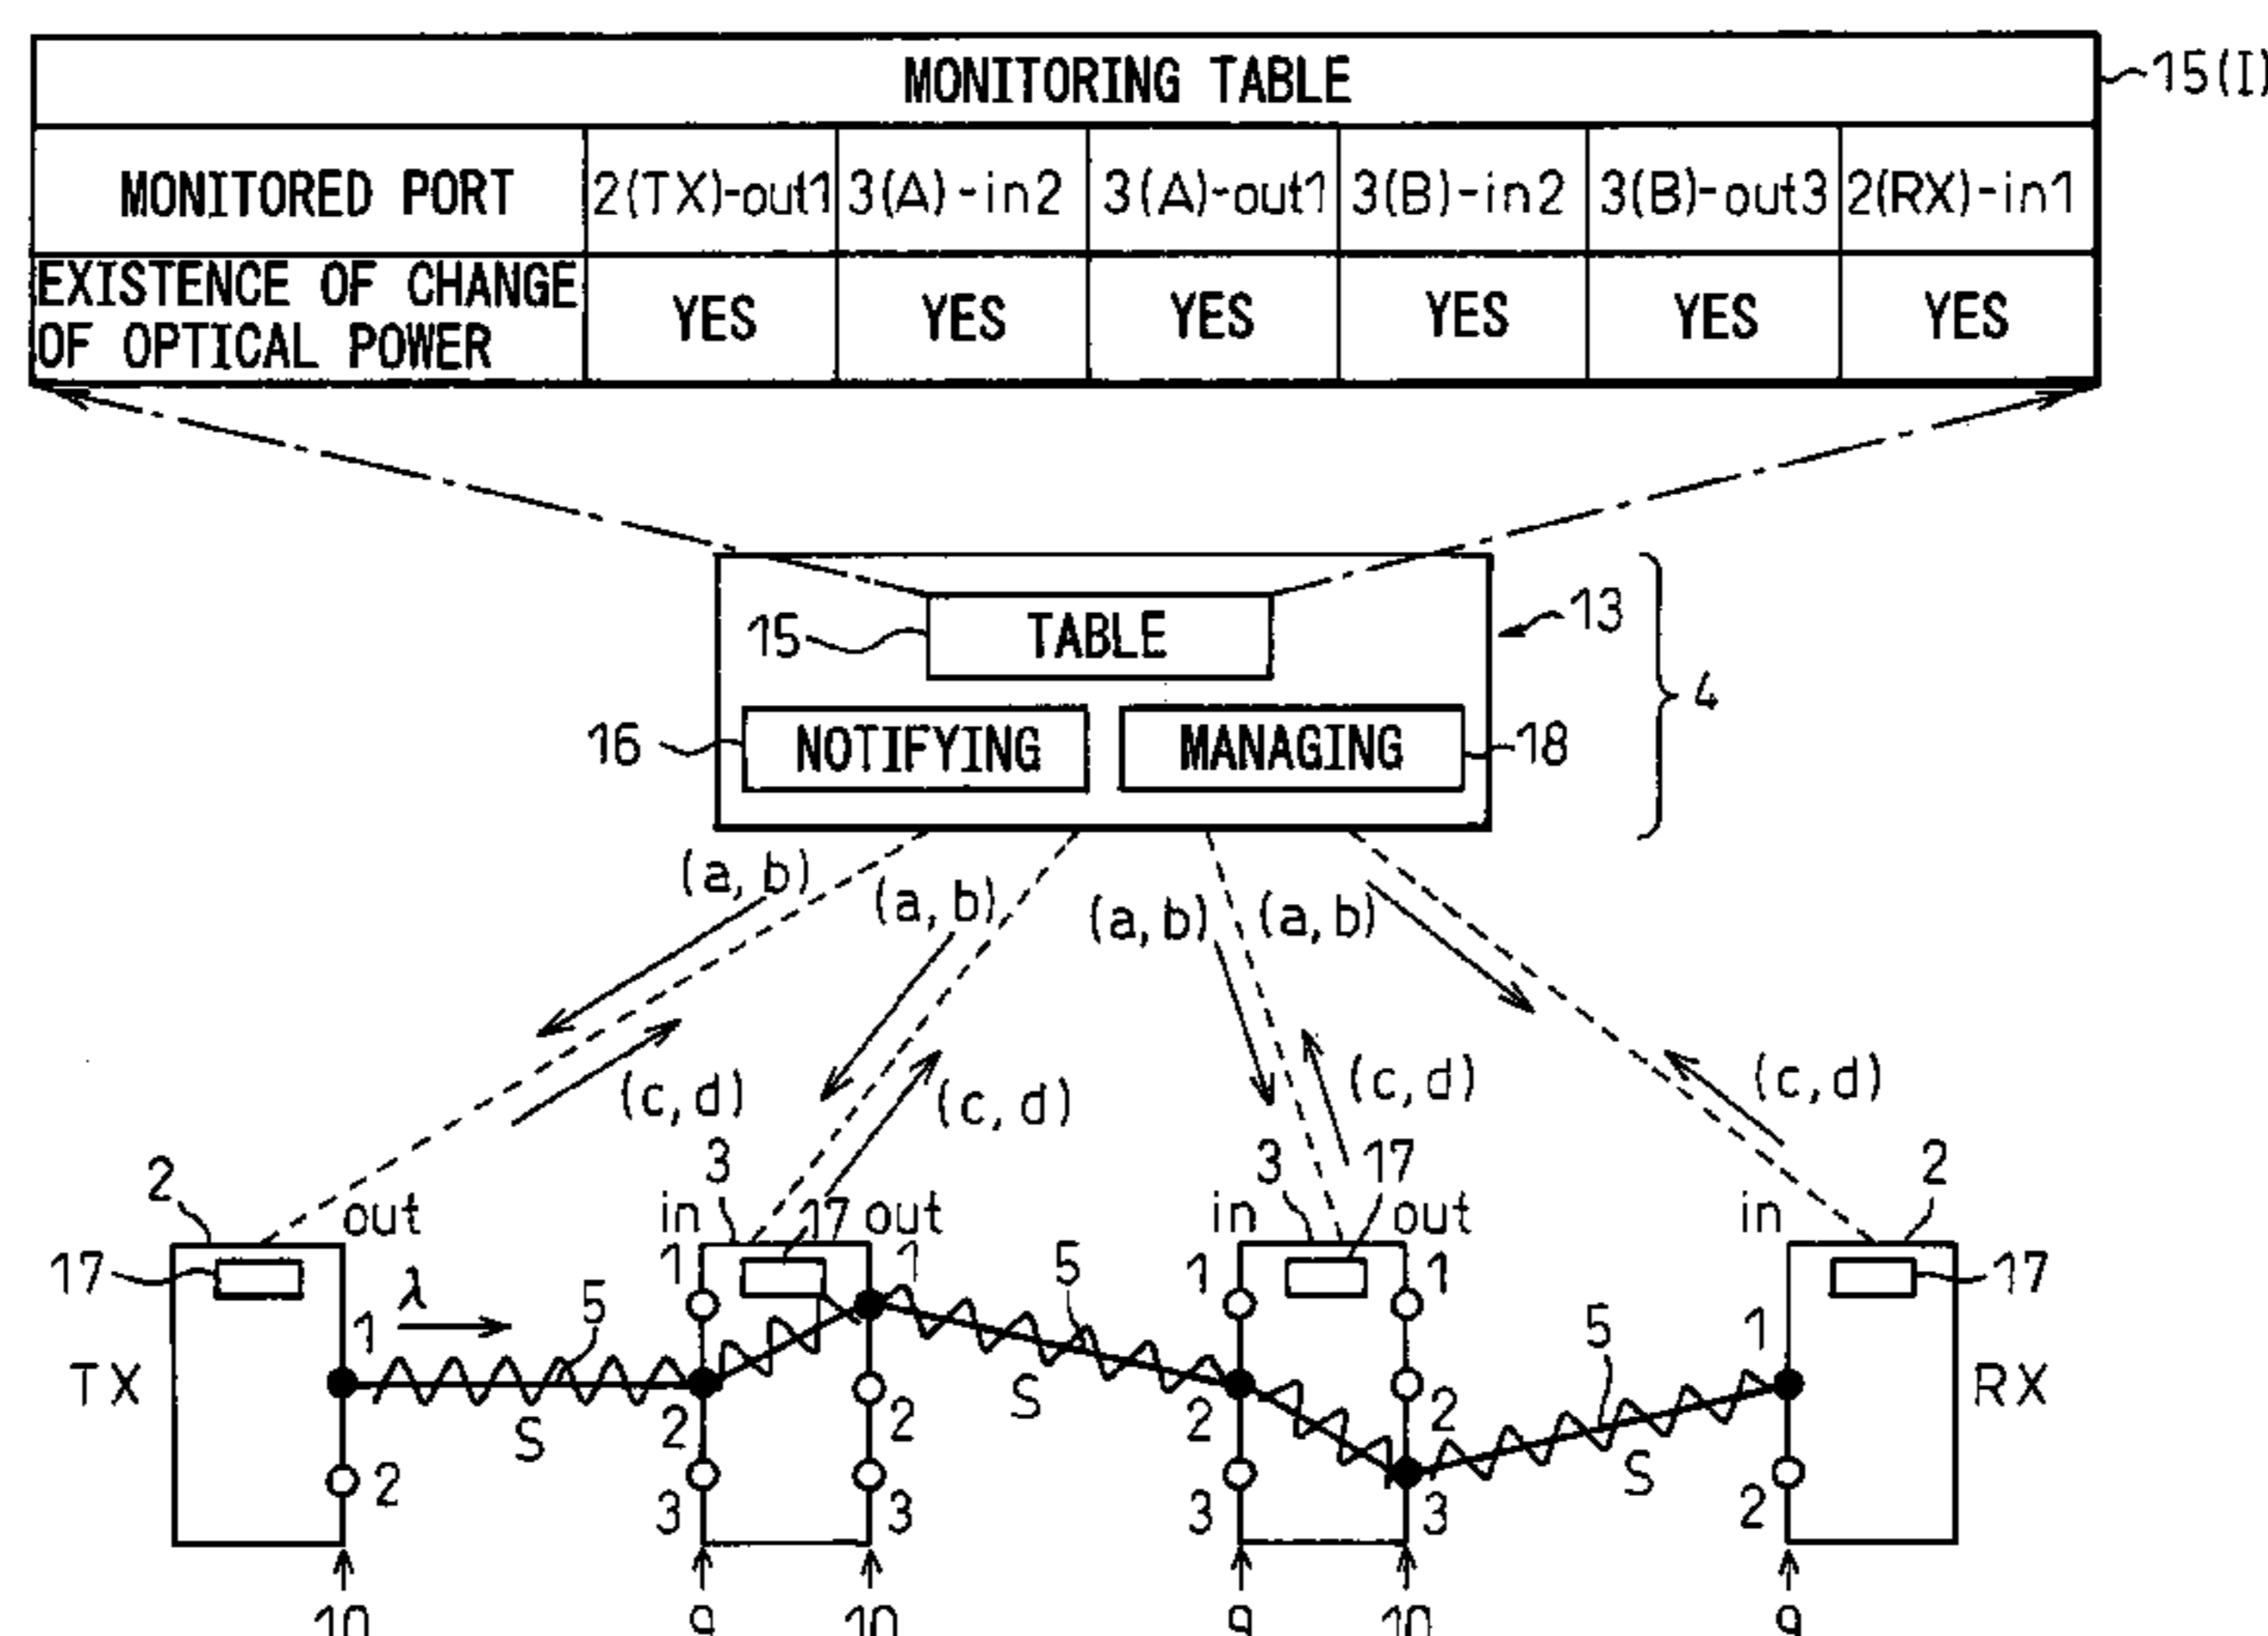 MONITORING TABLE
15(I)
MONITORED PORT 2(TX)-out1 3(A)-in2 3(A)-out1 3(B)-in2 3(B)-out3 2(RX)-in1
EXISTENCE OF CHANGE
OF OPTICAL POWER YES YES YES YES YES YES
15 TABLE 13
4
16 NOTIFYING MANAGING 18
(a,b) (a,b) (a,b) (a,b)
(c,d) (c,d) (c,d) (c,d)
2 out in 3 17 out in 3 17 out in 2
17 1 1 5 1 1 17
1 λ 5 5 1
TX S 2 2 S 2 2 S RX
2 3 3 3 3 2
10 9 10 9 10 9